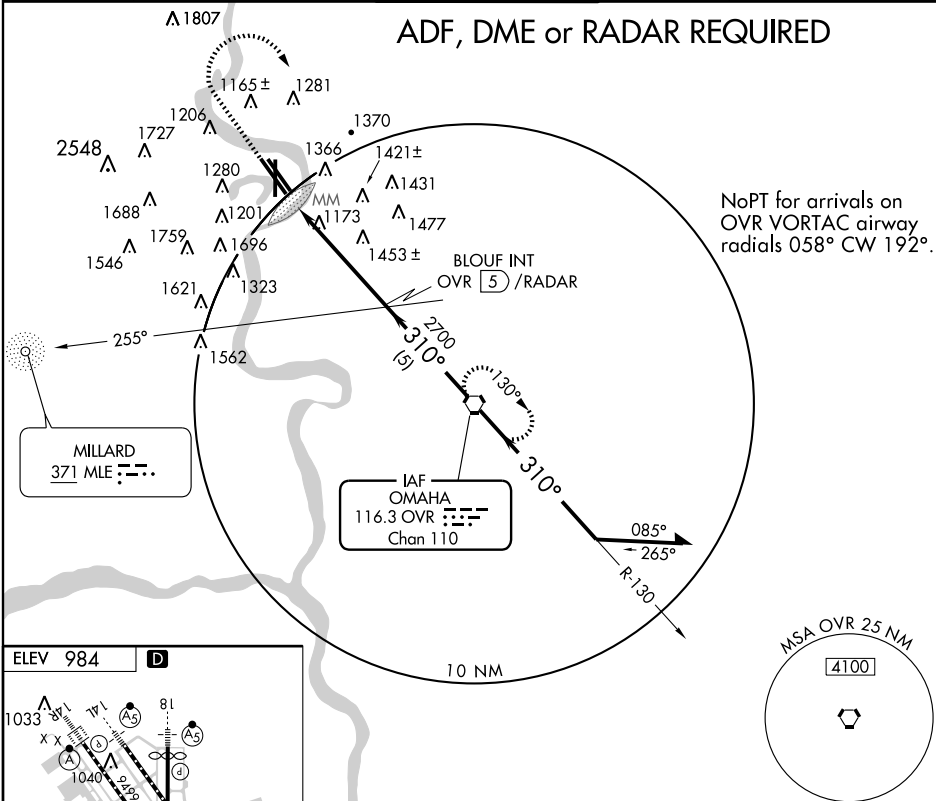 ADF, DME or RADAR REQUIRED
1807
1165 ±
1281
1206
1370
1727
2548
1366
1421±
1280
1431
MM
1688
1201
1173
1477
NoPT for arrivals on
OVR VORTAC airway
radials 058° CW 192°.
1546
1759
1696
1453 ±
1323
BLOUF INT
OVR 5 /RADAR
1621
255°
2700
310°
(5)
1562
130°
MILLARD
371 MLE
310°
IAF
OMAHA
116.3 OVR
Chan 110
085°
265°
R-130
10 NM
MSA OVR 25 NM
4100
ELEV 984 D
1033
14R
14L
18
A5
A5
X X
A
P
P
1040
9499